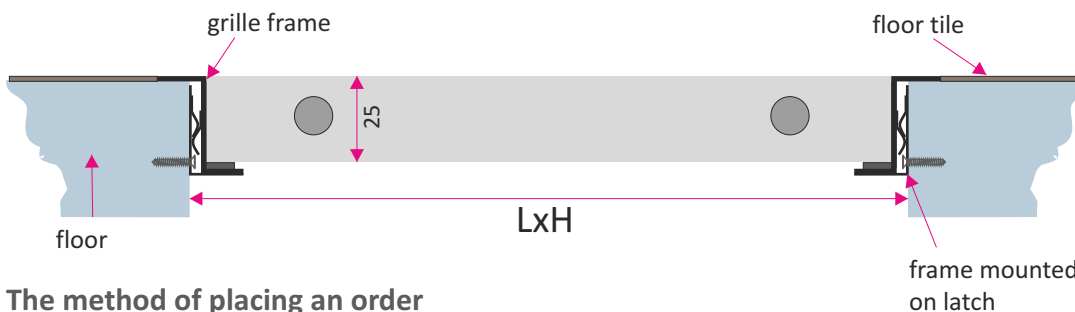 grille frame
floor tile
25
LxH
floor
frame mounted
on latch
The method of placing an order